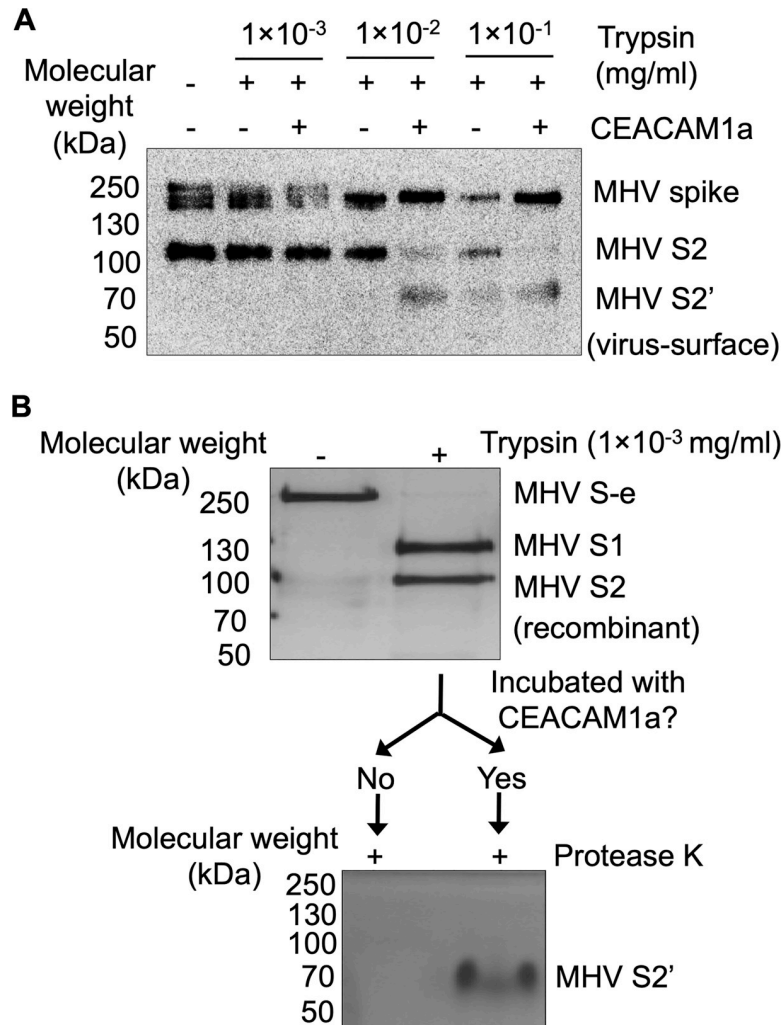 A
1×10-3 1×10-2 1×10-1 Trypsin (mg/ml)
Molecular weight (kDa)
- + + + + + +
- - + - + - + CEACAM1a
250 MHV spike
130
100 MHV S2
70 MHV S2’
50 (virus-surface)
B
Molecular weight (kDa) - + Trypsin (1×10-3 mg/ml)
250 MHV S-e
130 MHV S1
100 MHV S2
70 (recombinant)
50
Incubated with
CEACAM1a?
No Yes
Molecular weight (kDa) + + Protease K
250
130
100
70 MHV S2’
50